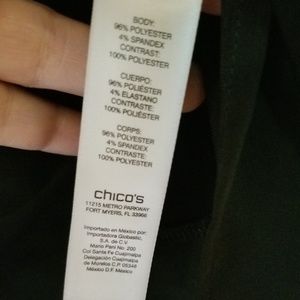 BODY:
96% POLYESTER
4% SPANDEX
CONTRAST:
100% POLYESTER
CUERPO:
96% POLIÉSTER
4% ELASTANO
CONTRASTE:
100% POLIÉSTER
CORPS:
96% POLYESTER
4% SPANDEX
CONTRASTE:
100% POLYESTER
chico's
11215 METRO PARKWAY
FORT MYERS, FL 33966
Importado en México por:
Importadora Globastic,
S.A. de C.V.
Mario Pani No. 200
Col Santa Fe Cuajimalpa
Delegación Cuajimalpa
de Morelos C.P. 05348
México D.F. México